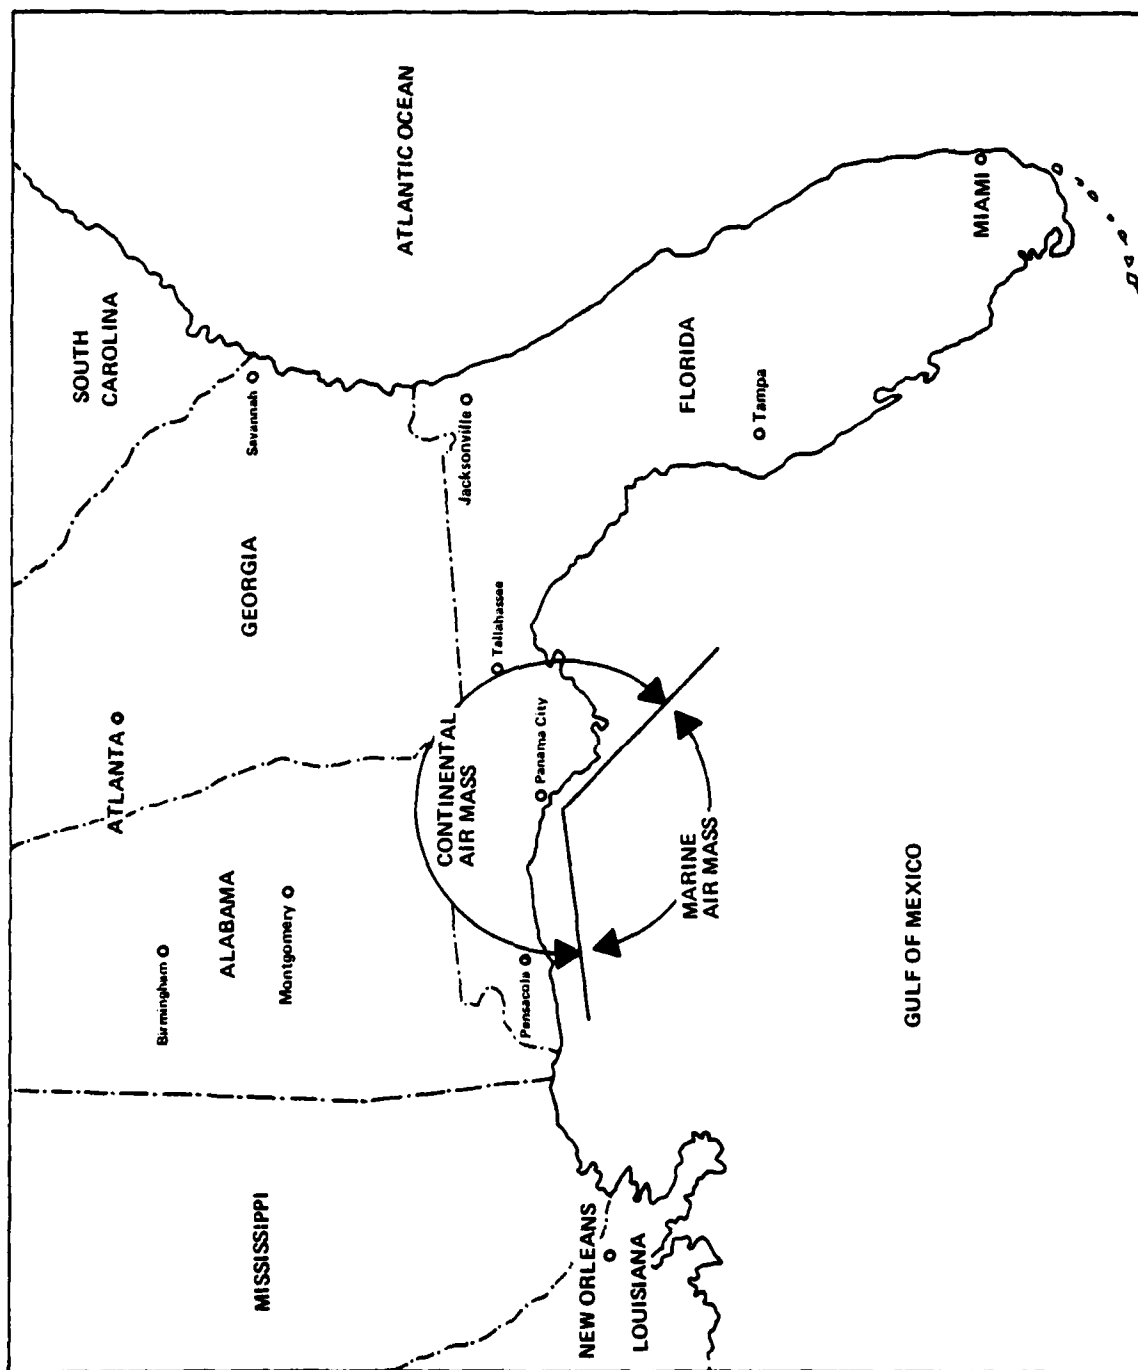 SOUTH
CAROLINA
ATLANTIC OCEAN
Savannah
GEORGIA
ATLANTA
Jacksonville
Tallahassee
FLORIDA
Tampa
MIAMI
CONTINENTAL
AIR MASS
Panama City
MARINE
AIR MASS
Birmingham
ALABAMA
Montgomery
Pensacola
GULF OF MEXICO
MISSISSIPPI
NEW ORLEANS
LOUISIANA